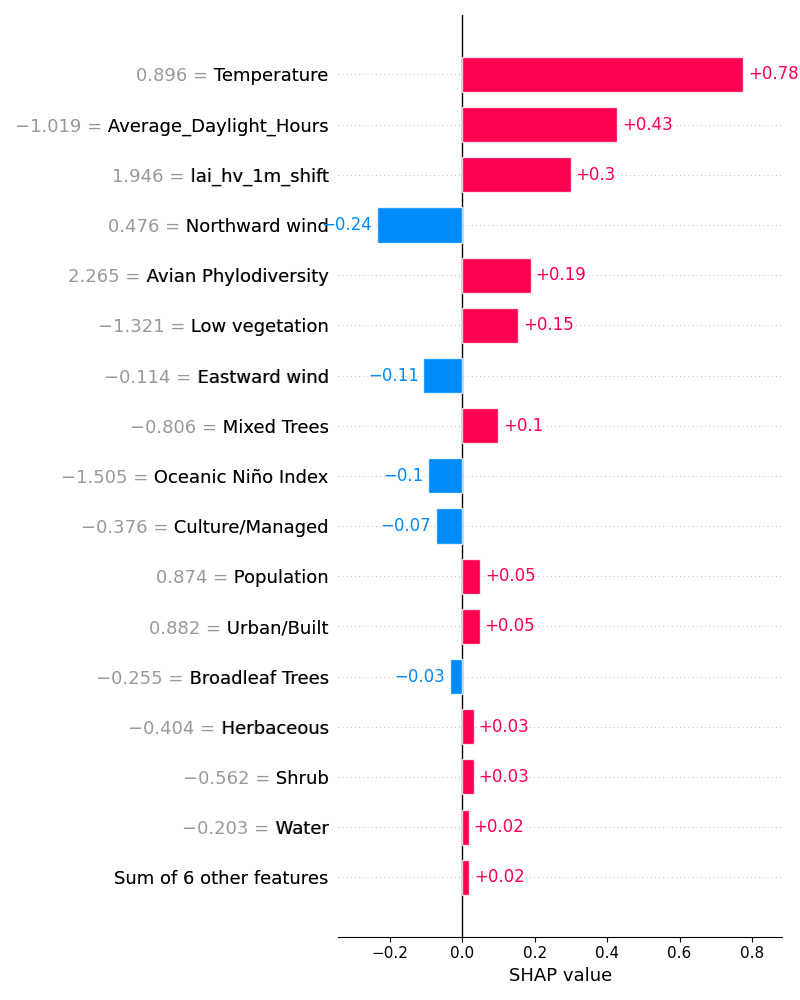 0.896 = Temperature +0.78
−1.019 = Average_Daylight_Hours +0.43
1.946 = lai_hv_1m_shift +0.3
0.476 = Northward wind −0.24
2.265 = Avian Phylodiversity +0.19
−1.321 = Low vegetation +0.15
−0.114 = Eastward wind −0.11
−0.806 = Mixed Trees +0.1
−1.505 = Oceanic Niño Index −0.1
−0.376 = Culture/Managed −0.07
0.874 = Population +0.05
0.882 = Urban/Built +0.05
−0.255 = Broadleaf Trees −0.03
−0.404 = Herbaceous +0.03
−0.562 = Shrub +0.03
−0.203 = Water +0.02
Sum of 6 other features +0.02
−0.2 0.0 0.2 0.4 0.6 0.8
SHAP value